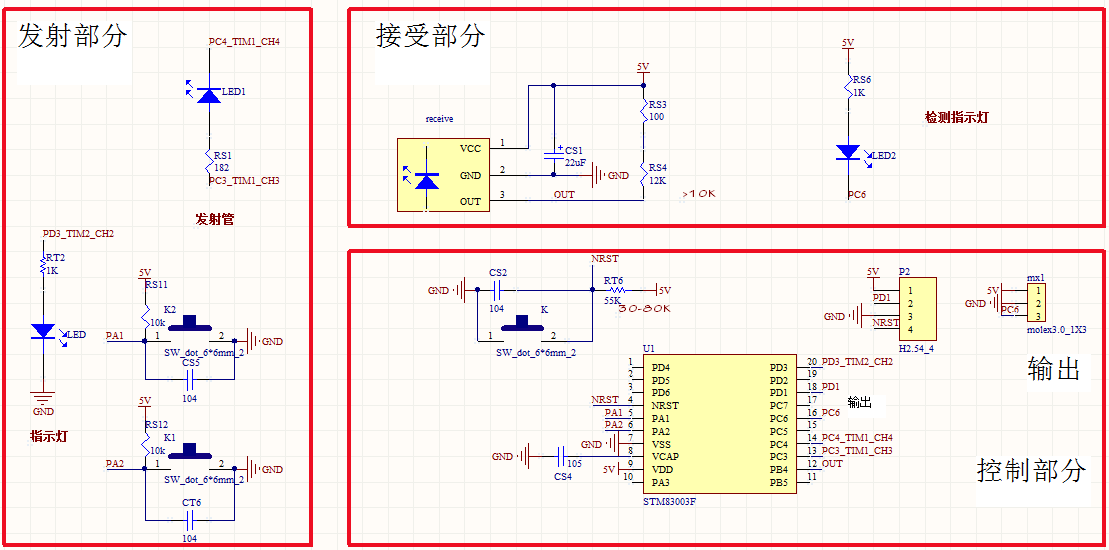 发射部分
PC4_TIM1_CH4
LED1
RS1
182
PC3_TIM1_CH3
发射管
PD3_TIM2_CH2
RT2
1K
LED
GND
指示灯
5V
RS11
10k
K2
PA1
1
2
GND
SW_dot_6*6mm_2
CS5
104
5V
RS12
10k
K1
PA2
1
2
GND
SW_dot_6*6mm_2
CT6
104
接受部分
receive
VCC
1
GND
2
OUT
3
CS1
22uF
GND
OUT
5V
RS3
100
RS4
12K
>10K
5V
RS6
1K
LED2
PC6
检测指示灯
NRST
CS2
GND
104
RT6
55K
5V
30-80K
K
1
2
SW_dot_6*6mm_2
P2
5V
1
PD1
2
GND
3
NRST
4
H2.54_4
mx1
5V
1
GND
2
PC6
3
molex3.0_1X3
输出
U1
1 PD4 PD3 20 PD3_TIM2_CH2
2 PD5 PD2 19
3 PD6 PD1 18 PD1
NRST 4 NRST PC7 17
输出
PA1 5 PA1 PC6 16 PC6
PA2 6 PA2 PC5 15
GND 7 VSS PC4 14 PC4_TIM1_CH4
GND 8 VCAP PC3 13 PC3_TIM1_CH3
105
CS4
5V 9 VDD PB4 12 OUT
10 PA3 PB5 11
STM83003F
控制部分